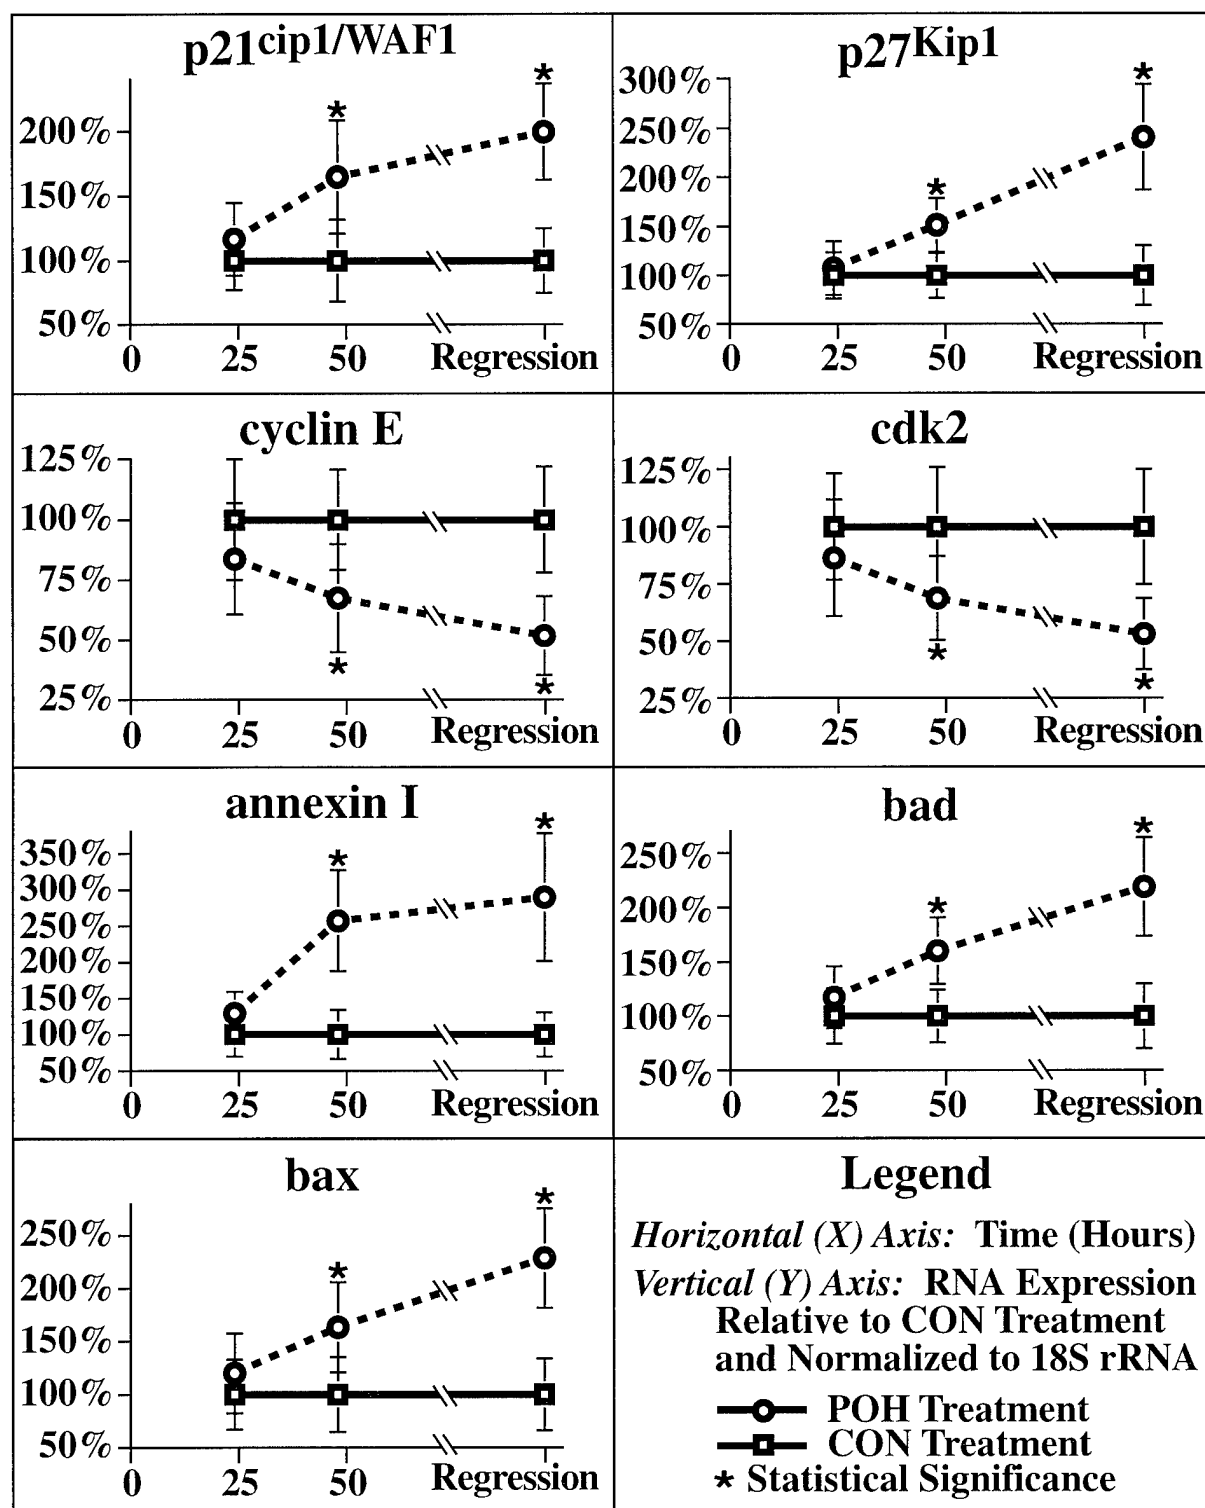 p21cip1/WAF1
200%
150%
100%
50%
0 25 50 Regression
*
*
p27Kip1
300%
250%
200%
150%
100%
50%
0 25 50 Regression
*
*
cyclin E
125%
100%
75%
50%
25%
0 25 50 Regression
*
*
cdk2
125%
100%
75%
50%
25%
0 25 50 Regression
*
*
annexin I
350%
300%
250%
200%
150%
100%
50%
0 25 50 Regression
*
*
bad
250%
200%
150%
100%
50%
0 25 50 Regression
*
*
bax
250%
200%
150%
100%
50%
0 25 50 Regression
*
*
Legend
Horizontal (X) Axis: Time (Hours)
Vertical (Y) Axis: RNA Expression
Relative to CON Treatment
and Normalized to 18S rRNA
POH Treatment
CON Treatment
* Statistical Significance